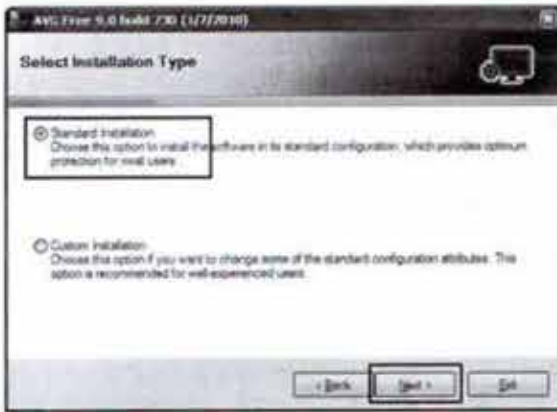 AVG Free 9.0 build 730 (1/7/2010)
Select Installation Type
Standard Installation
Choose this option to install the software in its standard configuration, which provides optimum
protection for most users.
Custom Installation
Choose this option if you want to change some of the standard configuration attributes. This
option is recommended for well-experienced users.
< Back
Next >
Exit